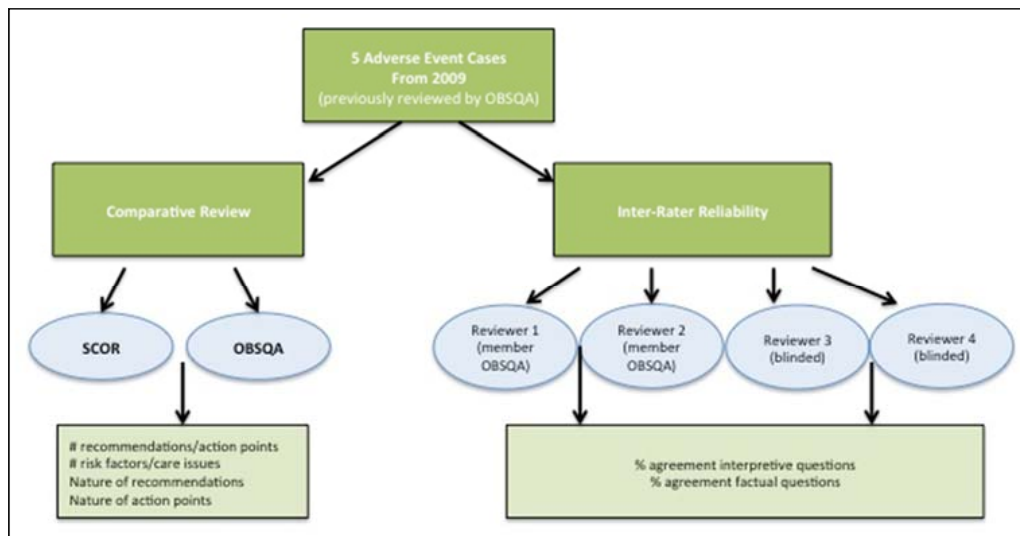 5 Adverse Event Cases
From 2009
(previously reviewed by OBSQA)
Comparative Review
Inter-Rater Reliability
SCOR
OBSQA
Reviewer 1
(member
OBSQA)
Reviewer 2
(member
OBSQA)
Reviewer 3
(blinded)
Reviewer 4
(blinded)
# recommendations/action points
# risk factors/care issues
Nature of recommendations
Nature of action points
% agreement interpretive questions
% agreement factual questions